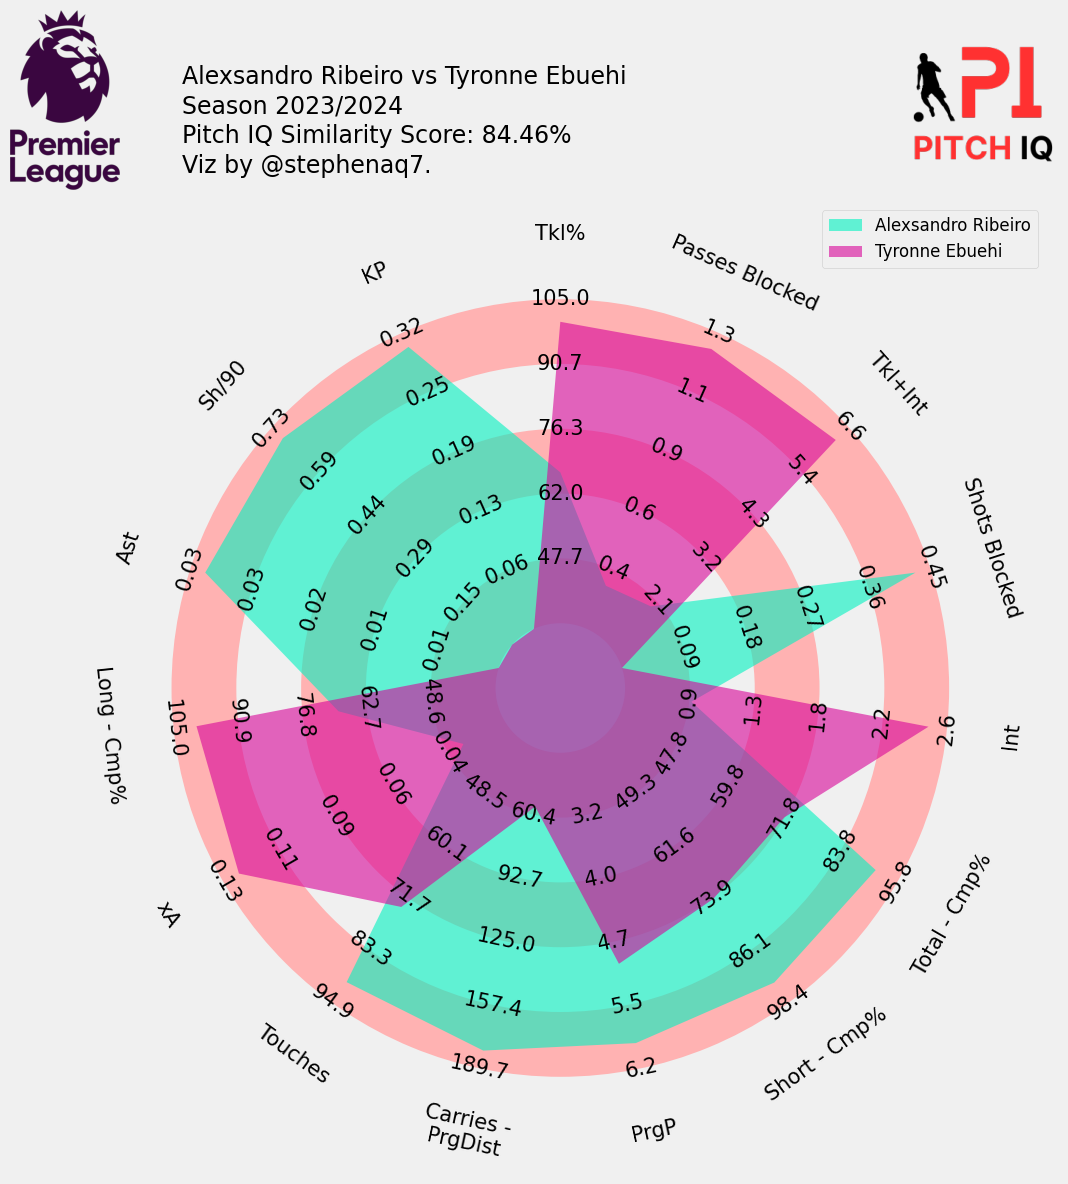 Alexsandro Ribeiro vs Tyronne Ebuehi
Season 2023/2024
Pitch IQ Similarity Score: 84.46%
Viz by @stephenaq7.
Premier
League
PI
PITCH IQ
Alexsandro Ribeiro
Tyronne Ebuehi
Tkl%
47.7
62.0
76.3
90.7
105.0
Passes Blocked
0.4
0.6
0.9
1.1
1.3
Tkl+Int
2.1
3.2
4.3
5.4
6.6
Shots Blocked
0.09
0.18
0.27
0.36
0.45
Int
0.9
1.3
1.8
2.2
2.6
Total - Cmp%
47.8
59.8
71.8
83.8
95.8
Short - Cmp%
49.3
61.6
73.9
86.1
98.4
PrgP
3.2
4.0
4.7
5.5
6.2
Carries -
PrgDist
60.4
92.7
125.0
157.4
189.7
Touches
48.5
60.1
71.7
83.3
94.9
xA
0.04
0.06
0.09
0.11
0.13
Long - Cmp%
48.6
62.7
76.8
90.9
105.0
Ast
0.01
0.01
0.02
0.03
0.03
Sh/90
0.15
0.29
0.44
0.59
0.73
KP
0.06
0.13
0.19
0.25
0.32